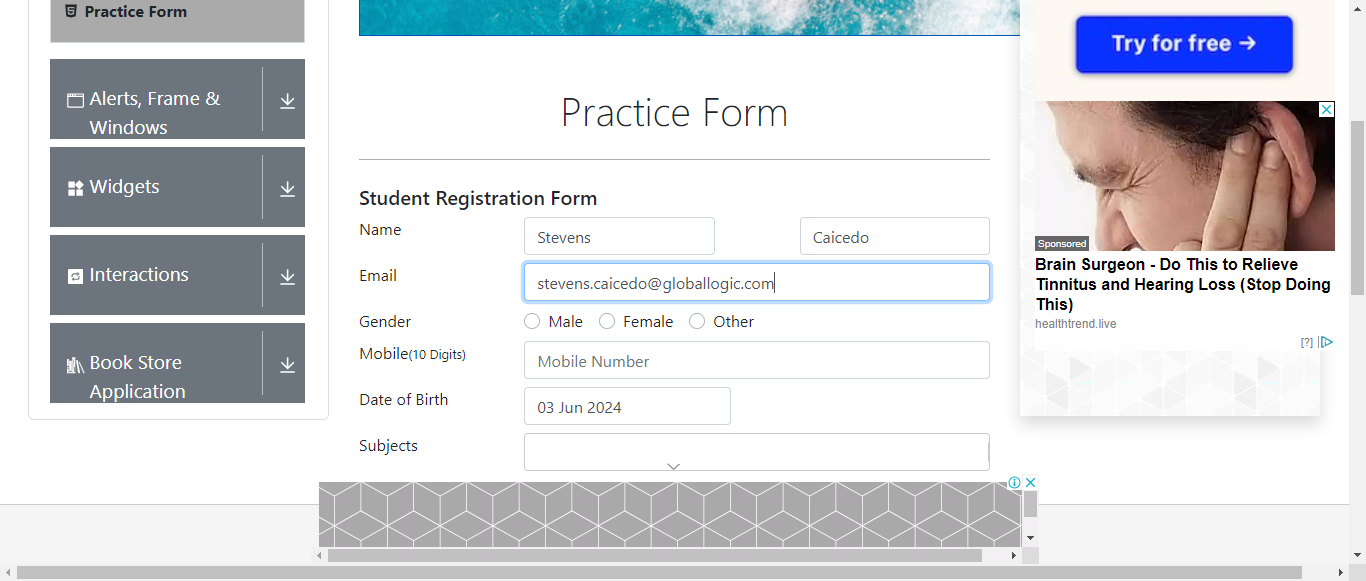 Practice Form
Alerts, Frame &
Windows
Widgets
Interactions
Book Store
Application
Practice Form
Student Registration Form
Name
Stevens
Caicedo
Email
stevens.caicedo@globallogic.com
Gender
Male
Female
Other
Mobile(10 Digits)
Mobile Number
Date of Birth
03 Jun 2024
Subjects
Try for free →
Sponsored
Brain Surgeon - Do This to Relieve
Tinnitus and Hearing Loss (Stop Doing
This)
healthtrend.live
[?]